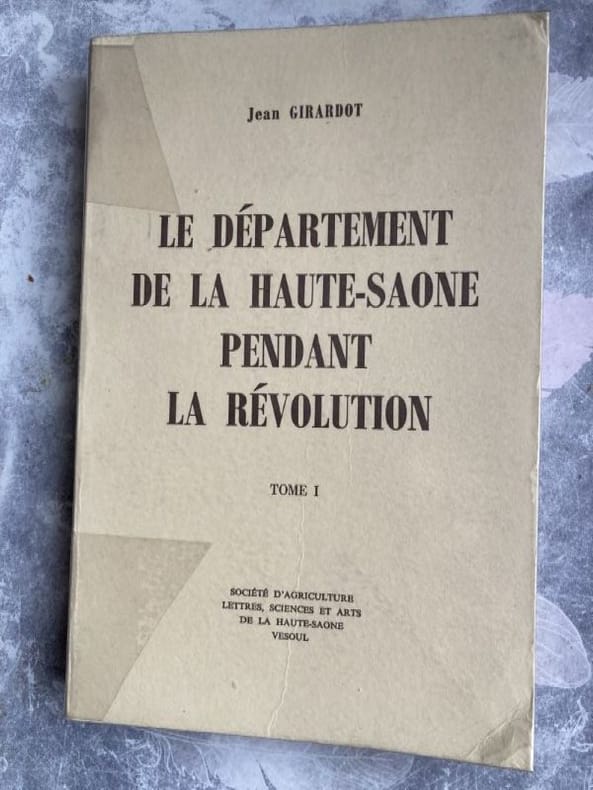 Jean GIRARDOT
LE DÉPARTEMENT
DE LA HAUTE-SAONE
PENDANT
LA RÉVOLUTION
TOME I
SOCIÉTÉ D'AGRICULTURE
LETTRES, SCIENCES ET ARTS
DE LA HAUTE-SAONE
VESOUL